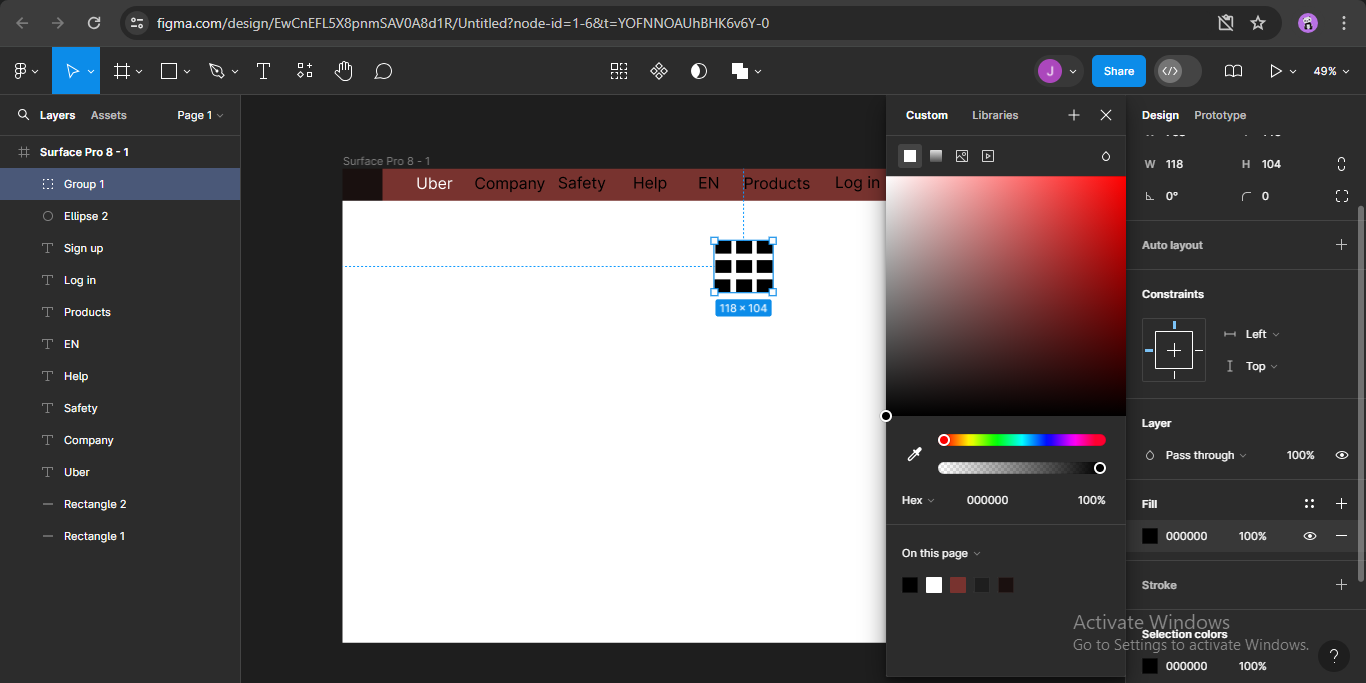 figma.com/design/EwCnEFL5X8pnmSAV0A8d1R/Untitled?node-id=1-6&t=YOFNNOAUhBHK6v6Y-0
J
Share
49%
Layers
Assets
Page 1
Custom
Libraries
Design
Prototype
Surface Pro 8 - 1
Group 1
Ellipse 2
Sign up
Log in
Products
EN
Help
Safety
Company
Uber
Rectangle 2
Rectangle 1
Surface Pro 8 - 1
Uber Company Safety Help EN Products Log in
118 × 104
Hex
000000
100%
On this page
W 118
H 104
0°
0
Auto layout
Constraints
Left
Top
Layer
Pass through
100%
Fill
000000
100%
Stroke
Activate Windows
Selection colors
Go to Settings to activate Windows.
000000
100%
?